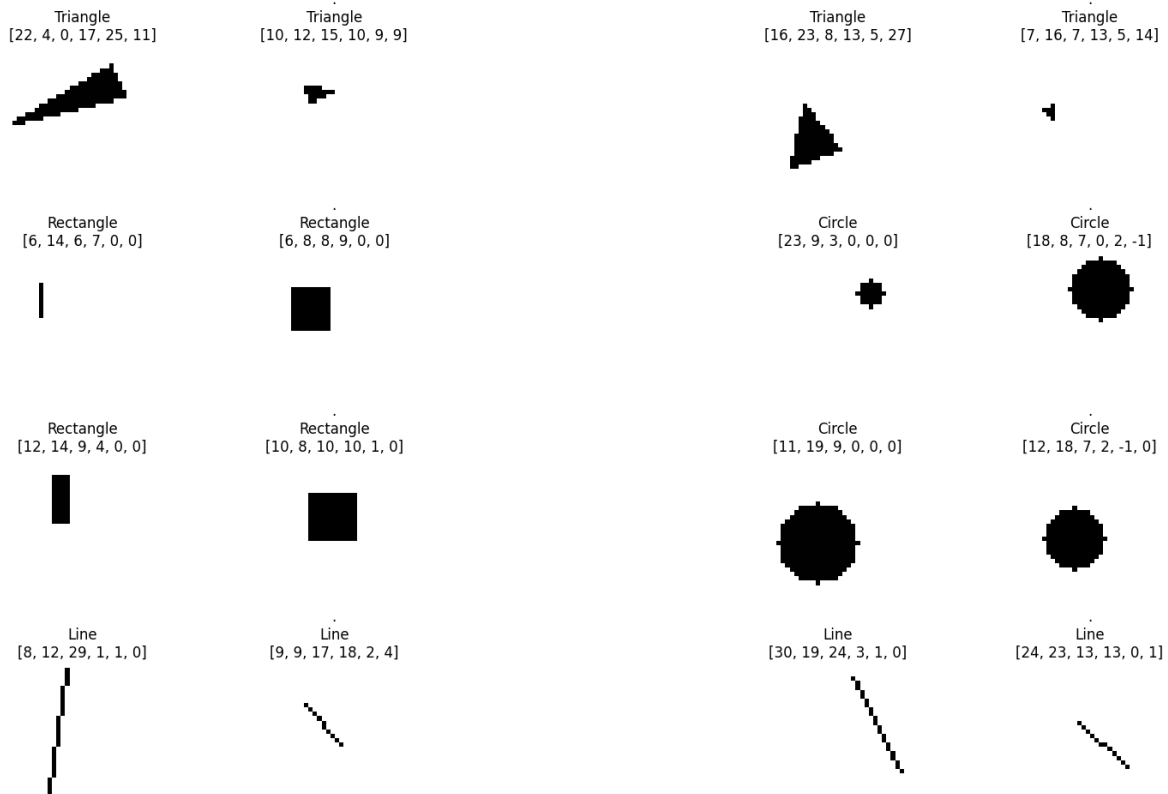 Triangle
[22, 4, 0, 17, 25, 11]
Triangle
[10, 12, 15, 10, 9, 9]
Triangle
[16, 23, 8, 13, 5, 27]
Triangle
[7, 16, 7, 13, 5, 14]
Rectangle
[6, 14, 6, 7, 0, 0]
Rectangle
[6, 8, 8, 9, 0, 0]
Circle
[23, 9, 3, 0, 0, 0]
Circle
[18, 8, 7, 0, 2, -1]
Rectangle
[12, 14, 9, 4, 0, 0]
Rectangle
[10, 8, 10, 10, 1, 0]
Circle
[11, 19, 9, 0, 0, 0]
Circle
[12, 18, 7, 2, -1, 0]
Line
[8, 12, 29, 1, 1, 0]
Line
[9, 9, 17, 18, 2, 4]
Line
[30, 19, 24, 3, 1, 0]
Line
[24, 23, 13, 13, 0, 1]